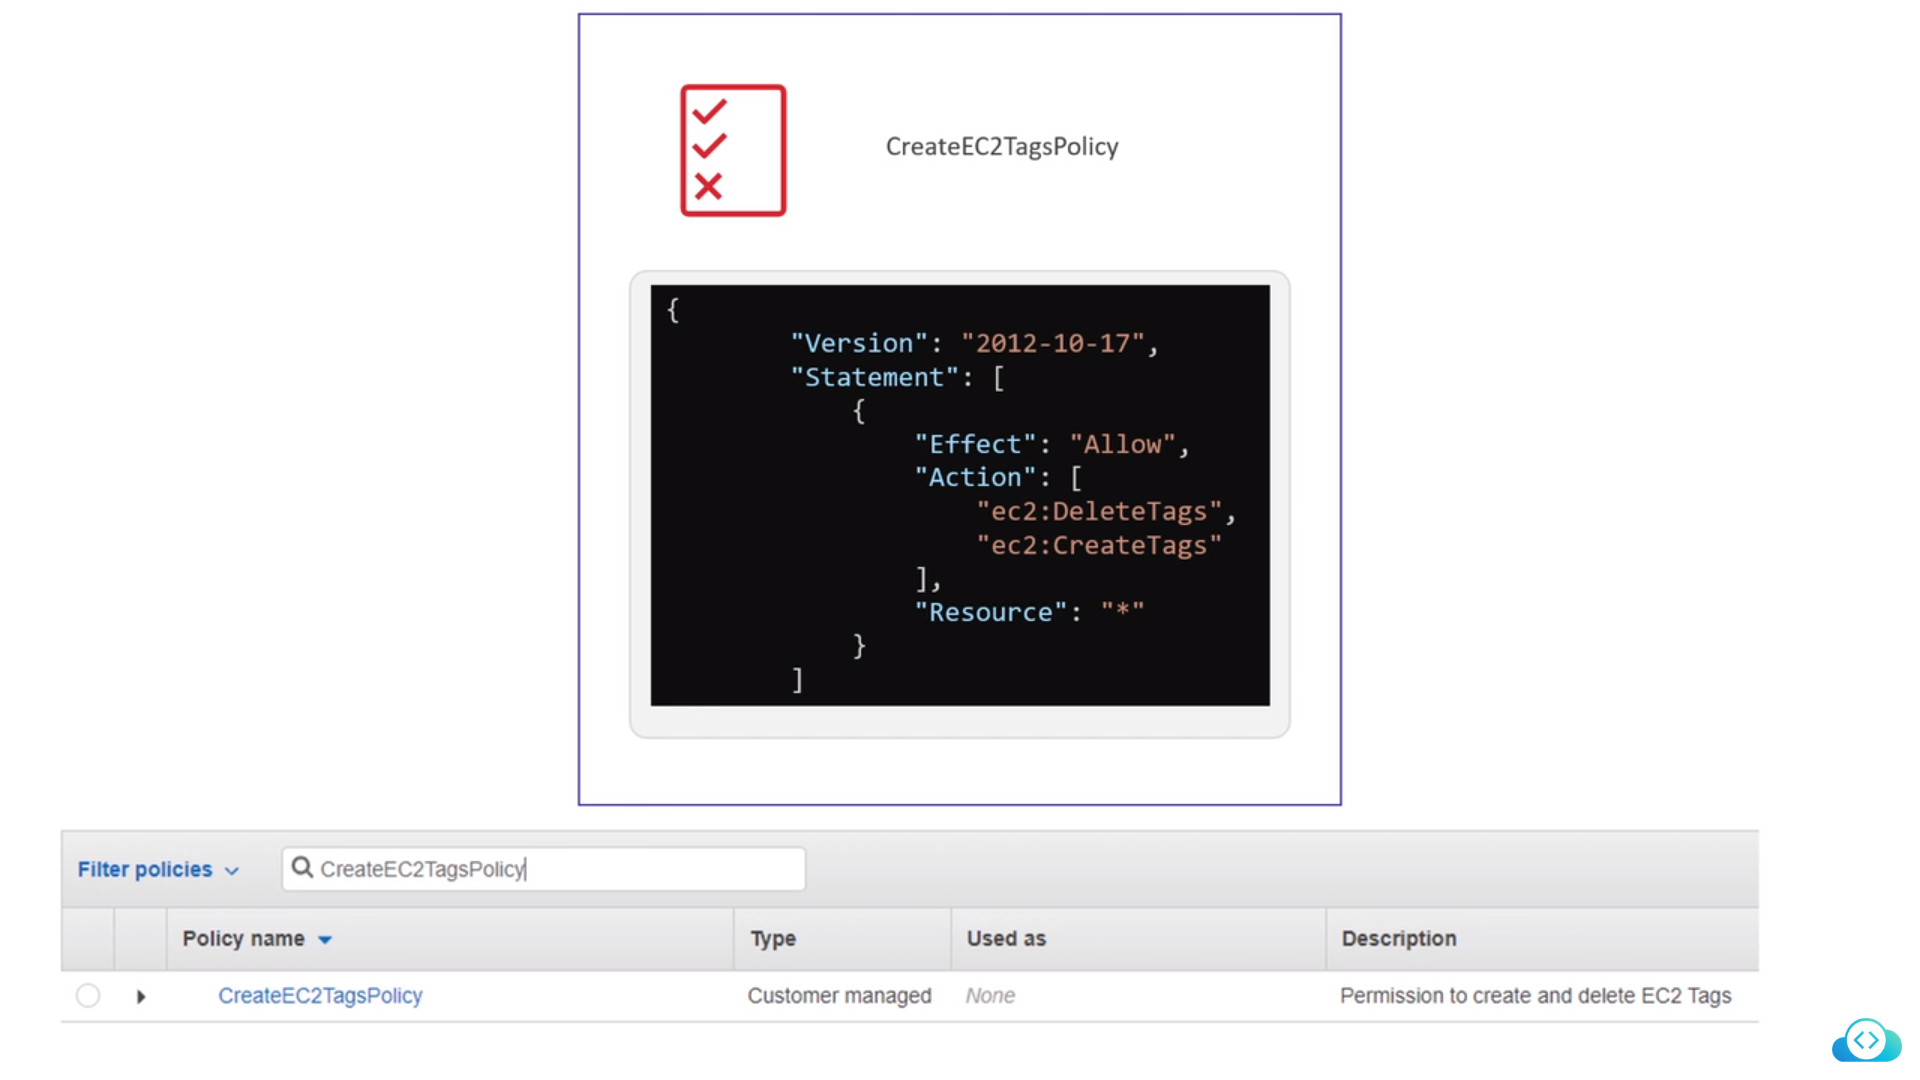 CreateEC2TagsPolicy
{
"Version": "2012-10-17",
"Statement": [
{
"Effect": "Allow",
"Action": [
"ec2:DeleteTags",
"ec2:CreateTags"
],
"Resource": "*"
}
]
Filter policies
CreateEC2TagsPolicy
Policy name Type Used as Description
CreateEC2TagsPolicy Customer managed None Permission to create and delete EC2 Tags